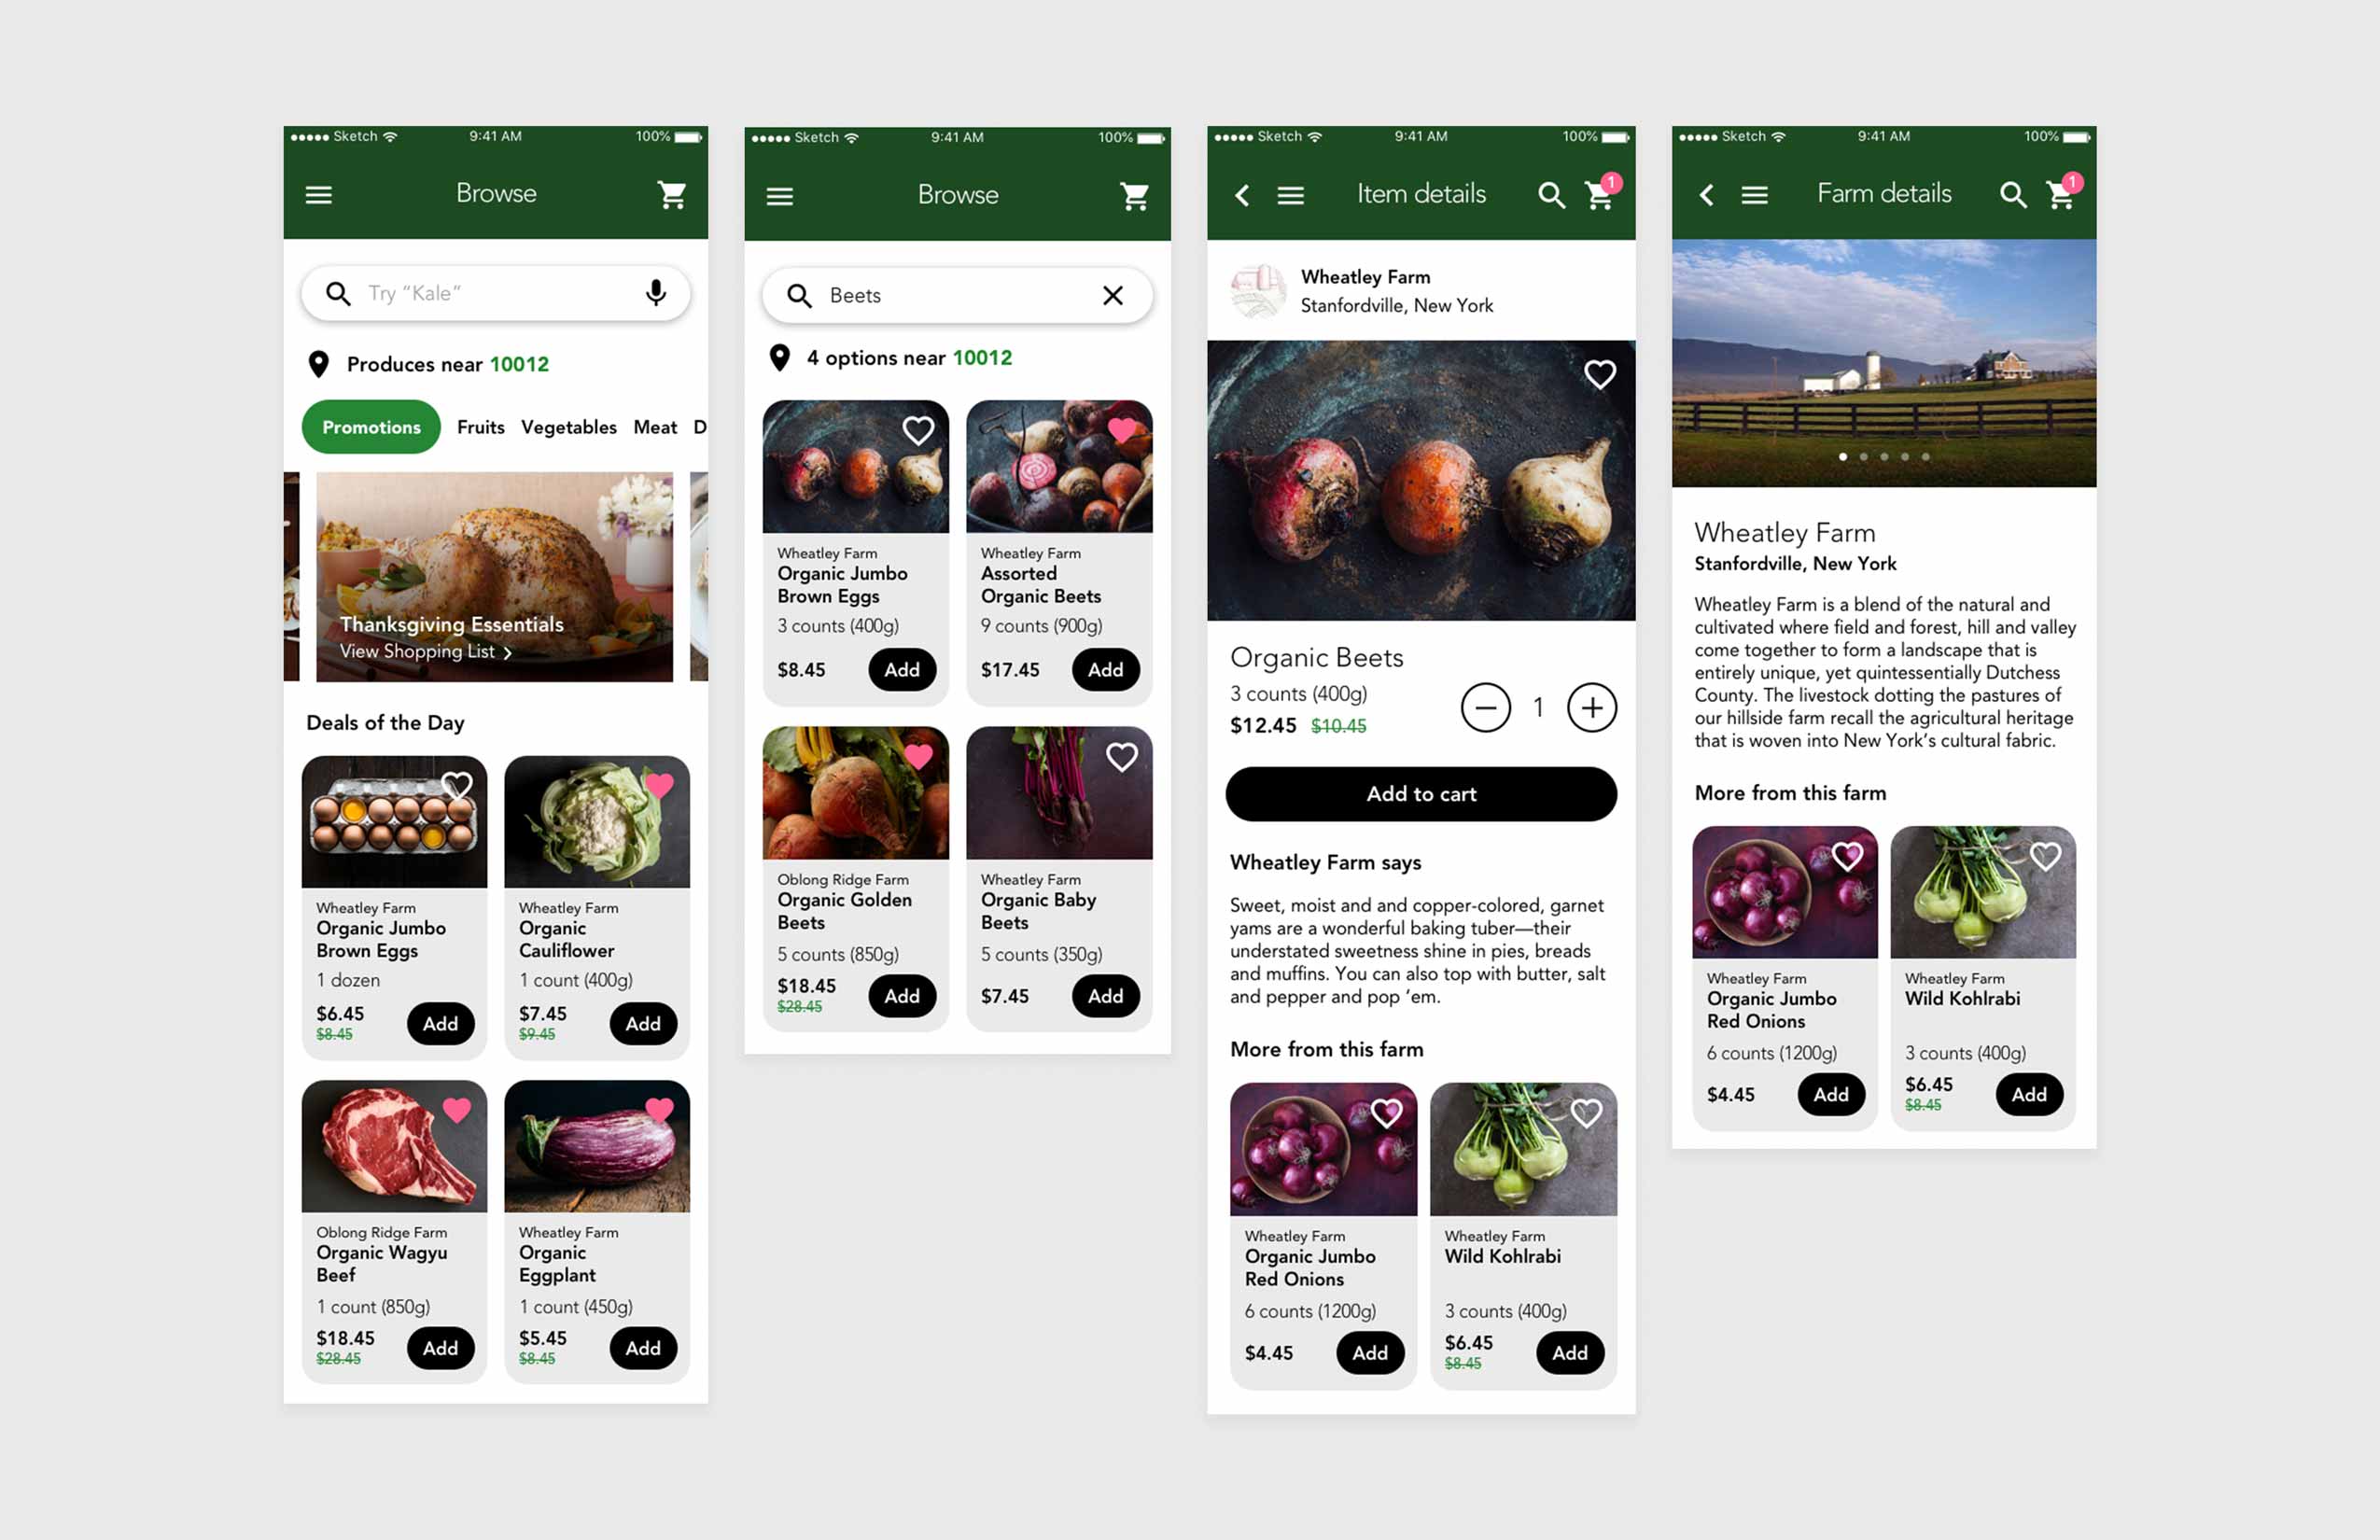 Sketch 9:41 AM 100%
Browse
Try “Kale”
Produces near 10012
Promotions Fruits Vegetables Meat D
Thanksgiving Essentials
View Shopping List >
Deals of the Day
Wheatley Farm
Organic Jumbo
Brown Eggs
1 dozen
$6.45
$8.45
Add
Wheatley Farm
Organic
Cauliflower
1 count (400g)
$7.45
$9.45
Add
Oblong Ridge Farm
Organic Wagyu
Beef
1 count (850g)
$18.45
$28.45
Add
Wheatley Farm
Organic
Eggplant
1 count (450g)
$5.45
$8.45
Add
Sketch 9:41 AM 100%
Browse
Beets
4 options near 10012
Wheatley Farm
Organic Jumbo
Brown Eggs
3 counts (400g)
$8.45 Add
Wheatley Farm
Assorted
Organic Beets
9 counts (900g)
$17.45 Add
Oblong Ridge Farm
Organic Golden
Beets
5 counts (850g)
$18.45
$28.45
Add
Wheatley Farm
Organic Baby
Beets
5 counts (350g)
$7.45 Add
Sketch 9:41 AM 100%
Item details 1
Wheatley Farm
Stanfordville, New York
Organic Beets
3 counts (400g)
$12.45 $10.45
1
Add to cart
Wheatley Farm says
Sweet, moist and and copper-colored, garnet
yams are a wonderful baking tuber—their
understated sweetness shine in pies, breads
and muffins. You can also top with butter, salt
and pepper and pop ‘em.
More from this farm
Wheatley Farm
Organic Jumbo
Red Onions
6 counts (1200g)
$4.45 Add
Wheatley Farm
Wild Kohlrabi
3 counts (400g)
$6.45
$8.45
Add
Sketch 9:41 AM 100%
Farm details 1
Wheatley Farm
Stanfordville, New York
Wheatley Farm is a blend of the natural and
cultivated where field and forest, hill and valley
come together to form a landscape that is
entirely unique, yet quintessentially Dutchess
County. The livestock dotting the pastures of
our hillside farm recall the agricultural heritage
that is woven into New York’s cultural fabric.
More from this farm
Wheatley Farm
Organic Jumbo
Red Onions
6 counts (1200g)
$4.45 Add
Wheatley Farm
Wild Kohlrabi
3 counts (400g)
$6.45
$8.45
Add